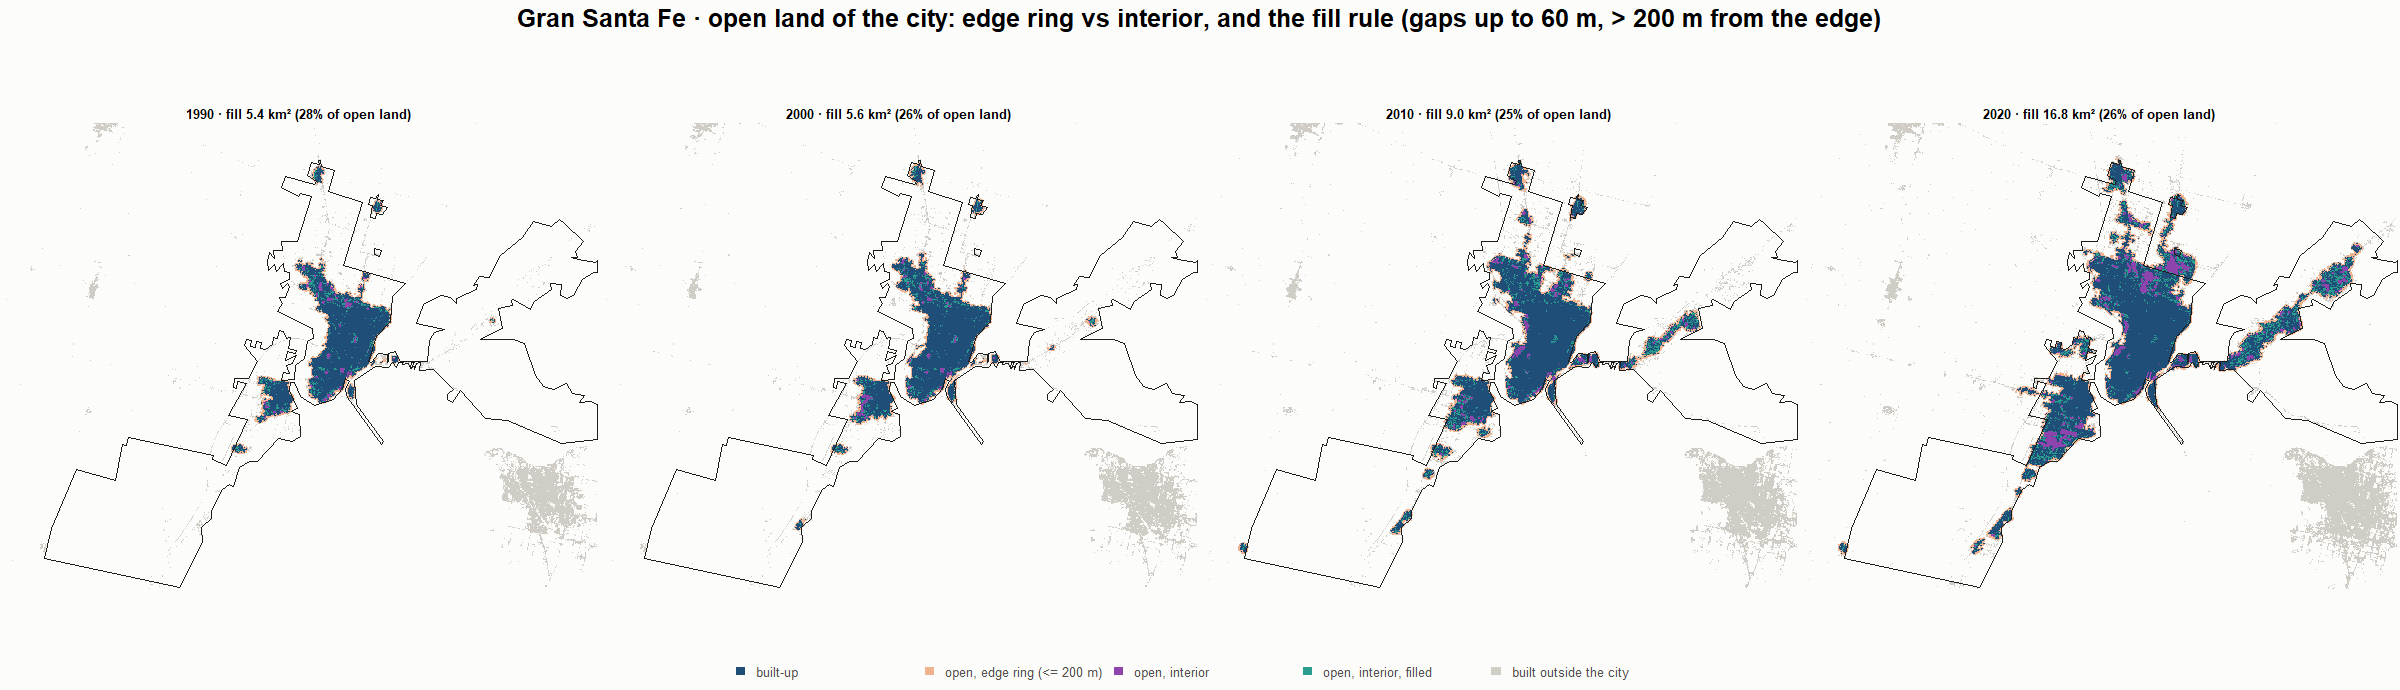 Gran Santa Fe · open land of the city: edge ring vs interior, and the fill rule (gaps up to 60 m, > 200 m from the edge)
1990 · fill 5.4 km² (28% of open land)
2000 · fill 5.6 km² (26% of open land)
2010 · fill 9.0 km² (25% of open land)
2020 · fill 16.8 km² (26% of open land)
built-up
open, edge ring (<= 200 m)
open, interior
open, interior, filled
built outside the city